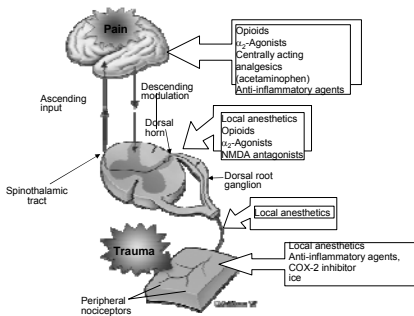 Pain
Opioids
α2-Agonists
Centrally acting
analgesics
(acetaminophen)
Anti-inflammatory agents
Ascending
input
Descending
modulation
Dorsal
horn
Local anesthetics
Opioids
α2-Agonists
NMDA antagonists
Dorsal root
ganglion
Spinothalamic
tract
Local anesthetics
Trauma
Local anesthetics
Anti-inflammatory agents,
COX-2 inhibitor
ice
Peripheral
nociceptors